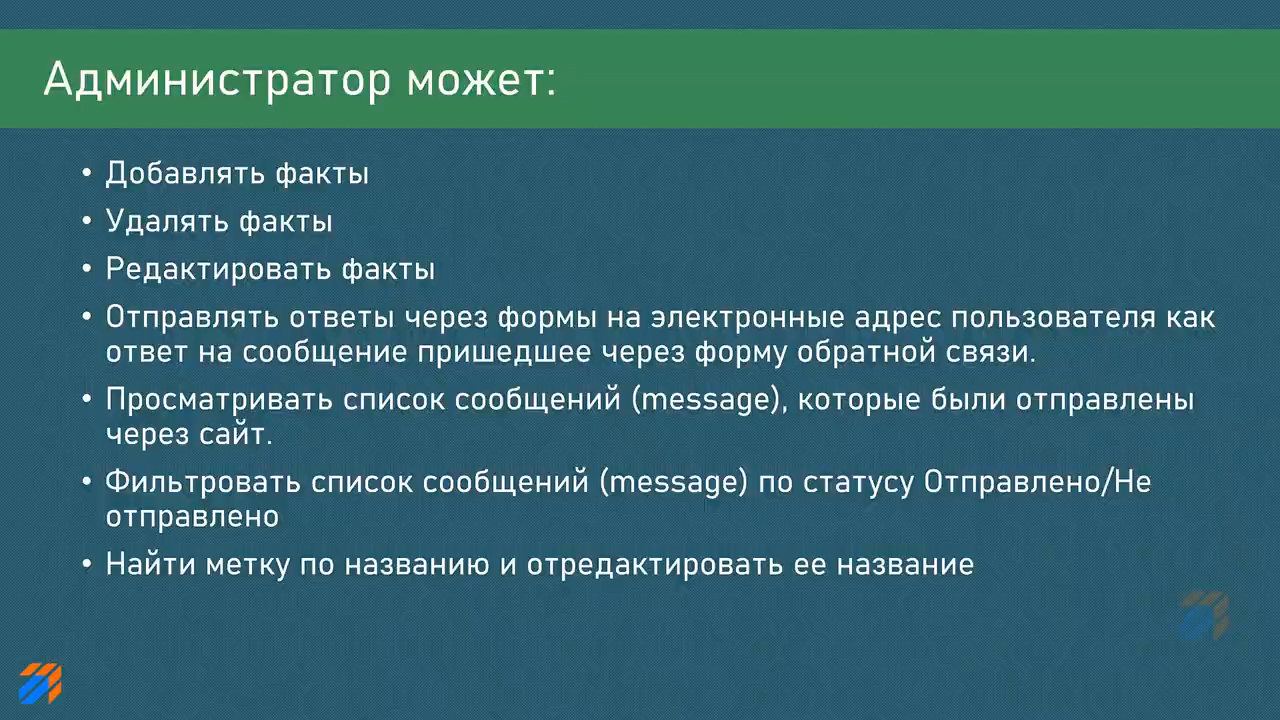 Администратор может:
• Добавлять факты
• Удалять факты
• Редактировать факты
• Отправлять ответы через формы на электронные адрес пользователя как
ответ на сообщение пришедшее через форму обратной связи.
• Просматривать список сообщений (message), которые были отправлены
через сайт.
• Фильтровать список сообщений (message) по статусу Отправлено/Не
отправлено
• Найти метку по названию и отредактировать ее название